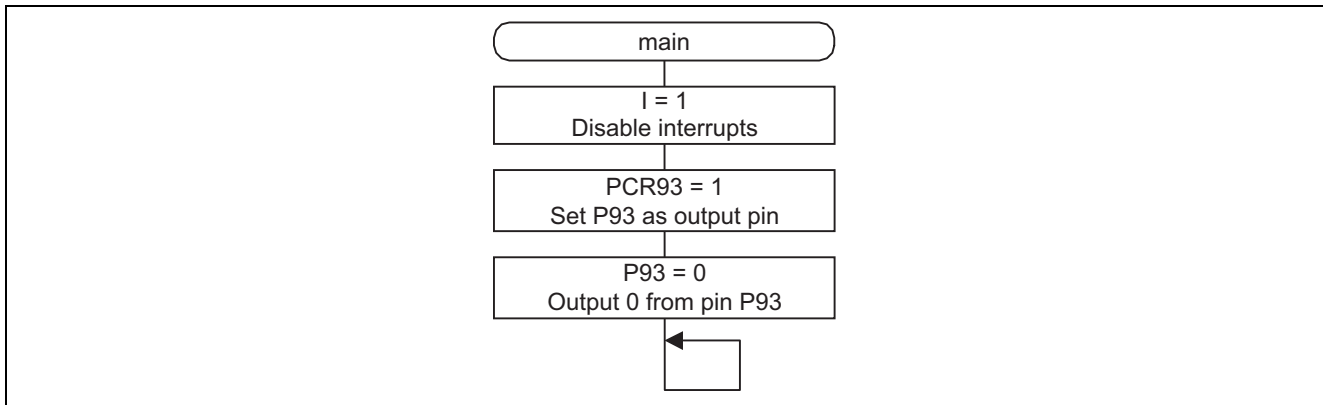 main
I = 1
Disable interrupts
PCR93 = 1
Set P93 as output pin
P93 = 0
Output 0 from pin P93